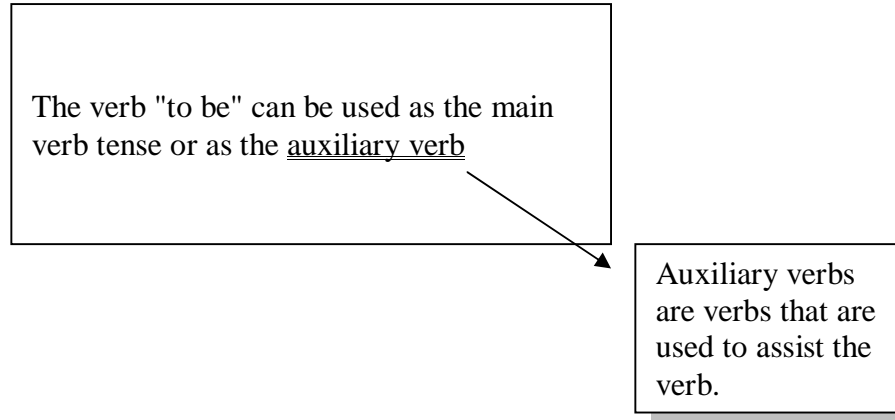 The verb "to be" can be used as the main
verb tense or as the auxiliary verb
Auxiliary verbs
are verbs that are
used to assist the
verb.